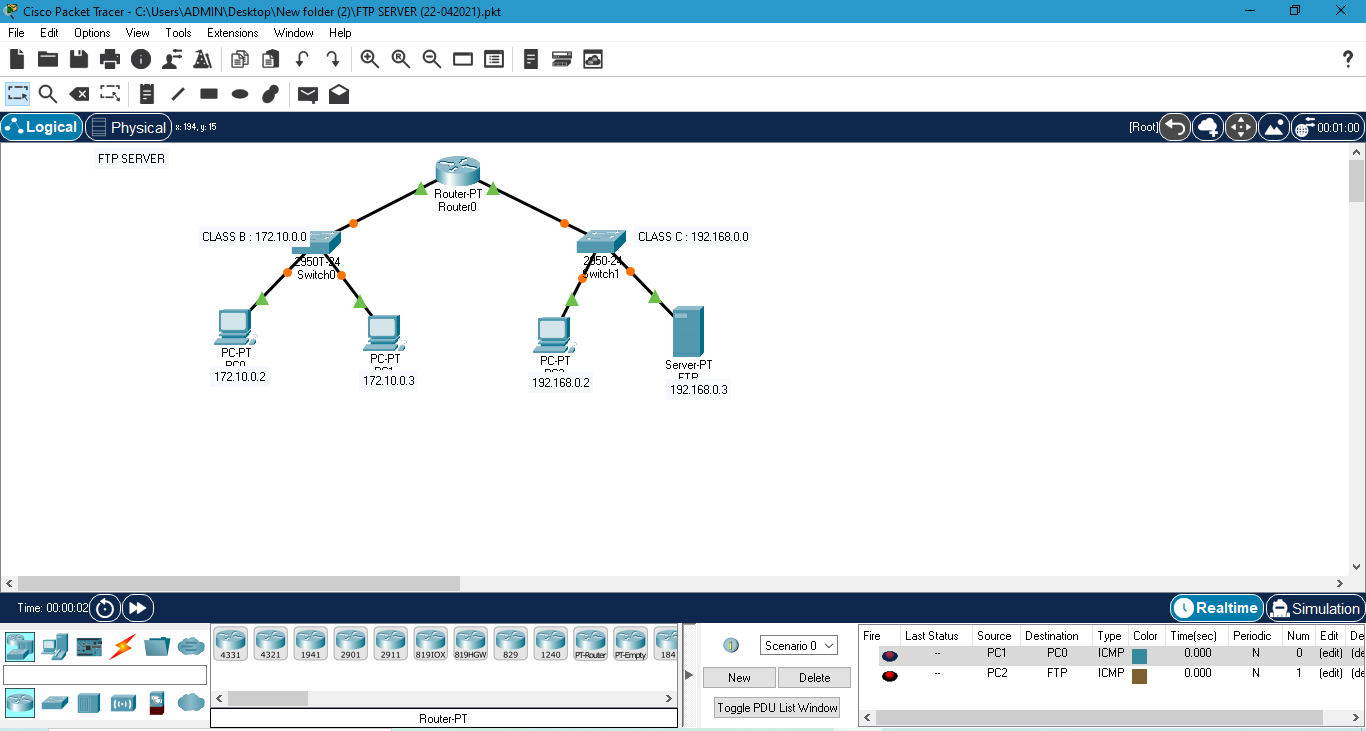 Cisco Packet Tracer - C:\Users\ADMIN\Desktop\New folder (2)\FTP SERVER (22-042021).pkt
File Edit Options View Tools Extensions Window Help
Logical Physical x: 194, y: 15 [Root] 00:01:00
FTP SERVER
Router-PT
Router0
CLASS B : 172.10.0.0
CLASS C : 192.168.0.0
2950T-24
Switch0
2950-24
Switch1
PC-PT
PC0
172.10.0.2
PC-PT
PC1
172.10.0.3
PC-PT
PC2
192.168.0.2
Server-PT
FTP
192.168.0.3
Time: 00:00:02 Realtime Simulation
4331 4321 1941 2901 2911 819IOX 819HGW 829 1240 PT-Router PT-Empty 184
Router-PT
Scenario 0
New Delete
Toggle PDU List Window
Fire Last Status Source Destination Type Color Time(sec) Periodic Num Edit De
-- PC1 PC0 ICMP 0.000 N 0 (edit) (de
-- PC2 FTP ICMP 0.000 N 1 (edit) (de